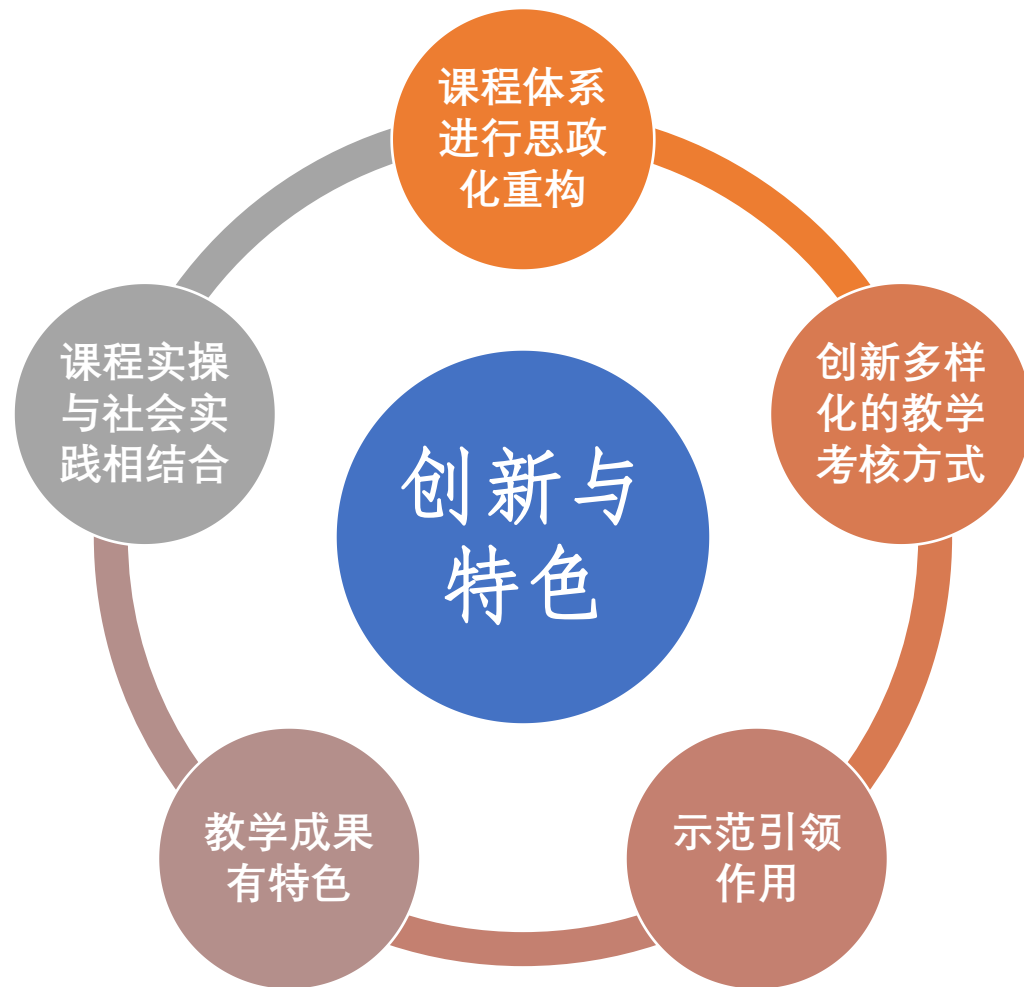 课程体系
进行思政
化重构
创新多样
化的教学
考核方式
示范引领
作用
教学成果
有特色
课程实操
与社会实
践相结合
创新与
特色